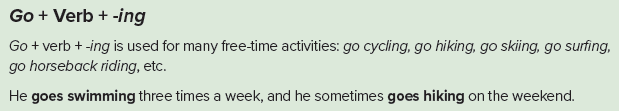 Go + Verb + -ing
Go + verb + -ing is used for many free-time activities: go cycling, go hiking, go skiing, go surfing,
go horseback riding, etc.
He goes swimming three times a week, and he sometimes goes hiking on the weekend.